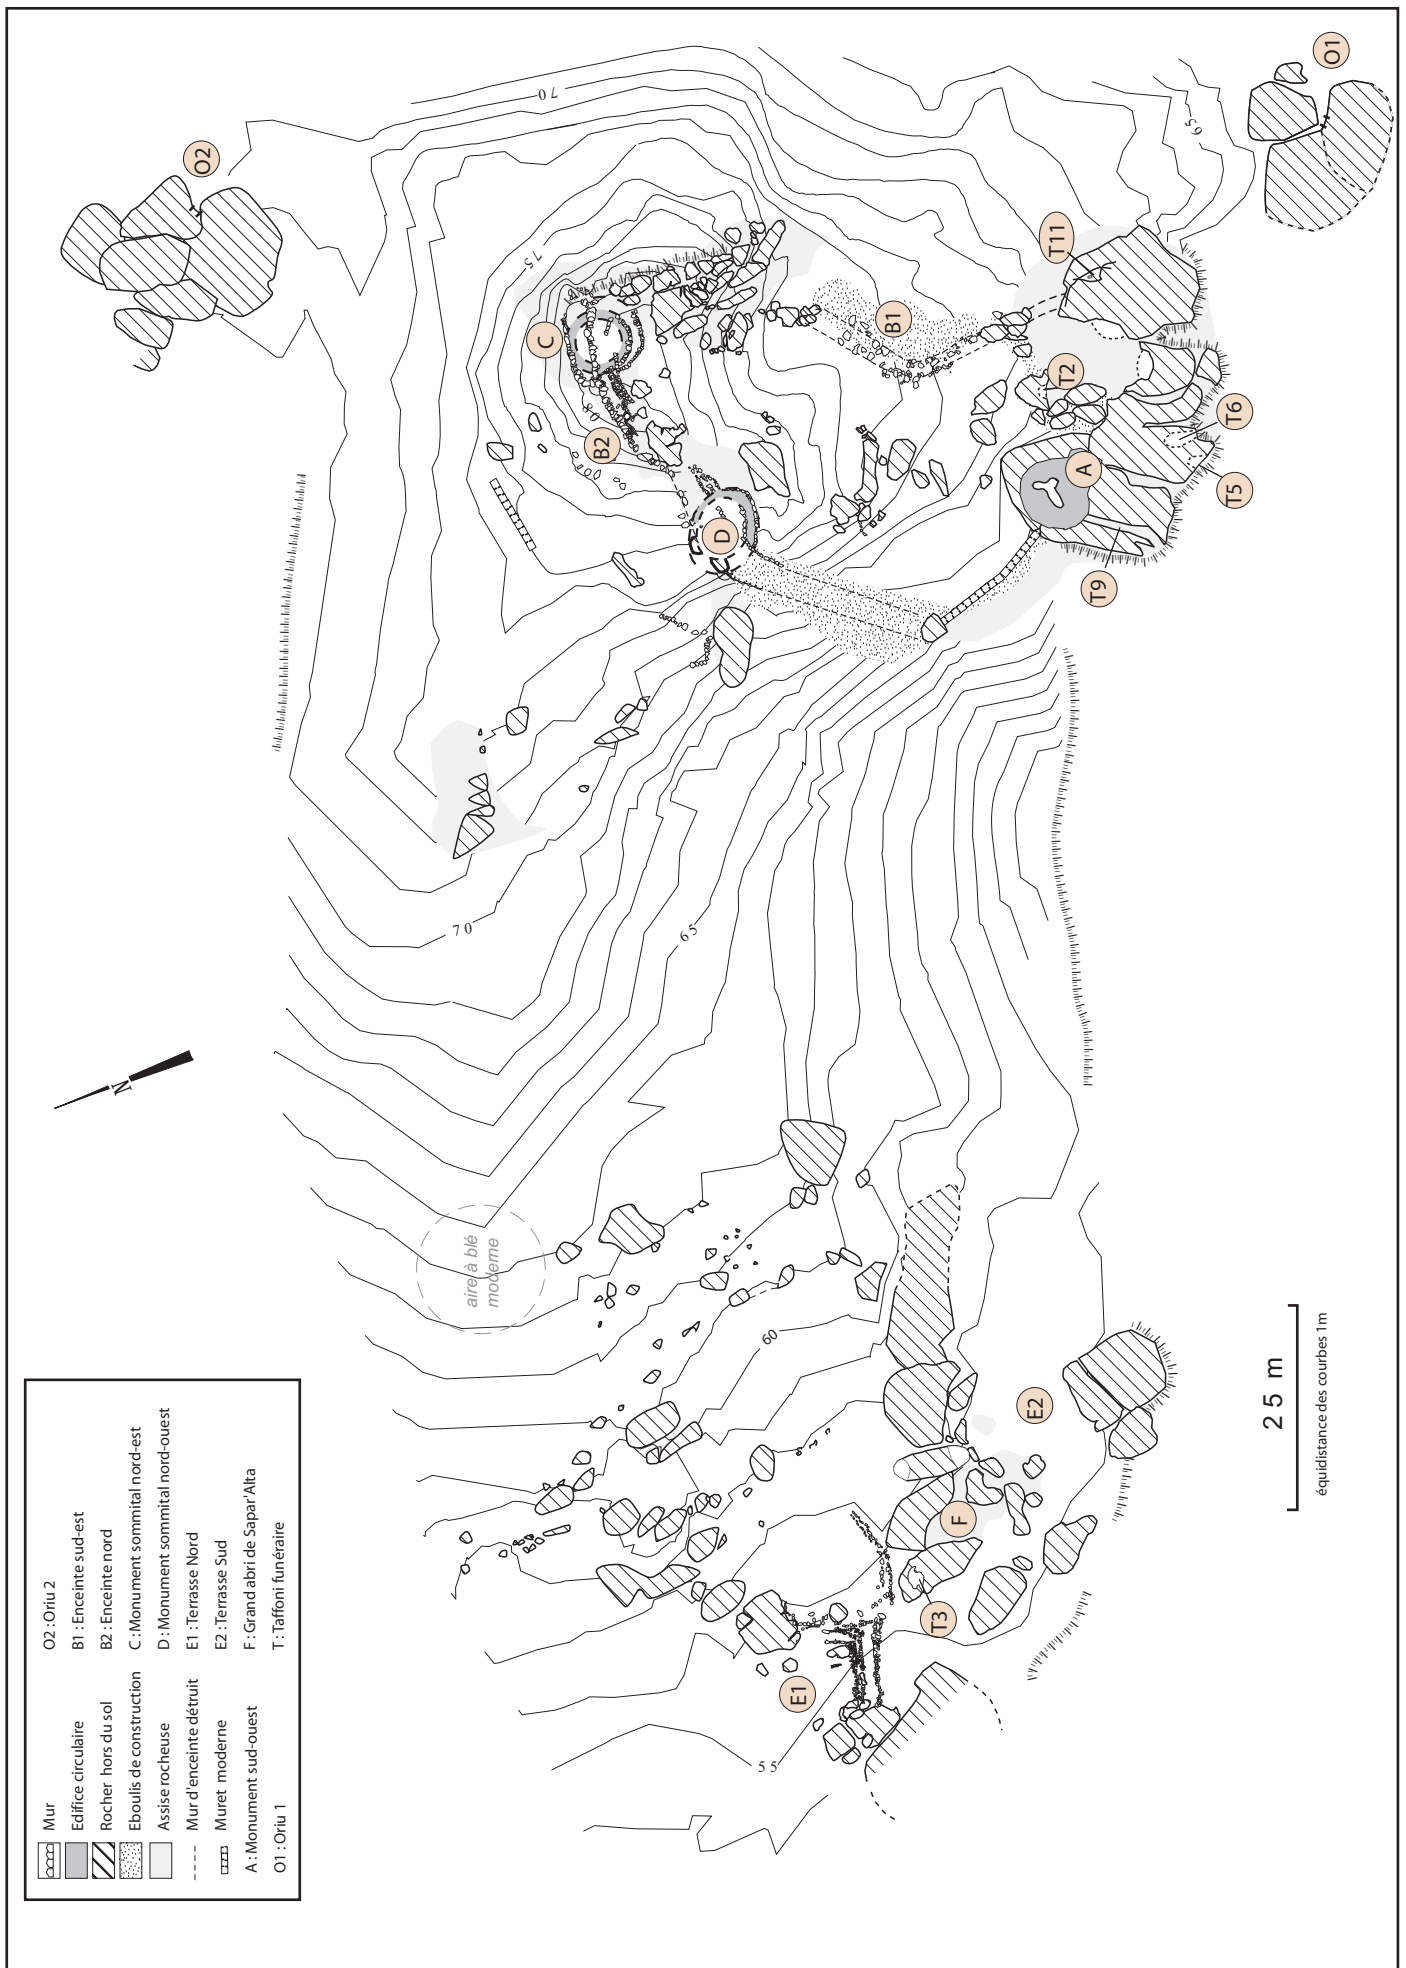 Mur
Edifice circulaire
Rocher hors du sol
Eboulis de construction
Assise rocheuse
Mur d'enceinte détruit
Muret moderne
A : Monument sud-ouest
O1 : Oriu 1
O2 : Oriu 2
B1 : Enceinte sud-est
B2 : Enceinte nord
C : Monument sommital nord-est
D : Monument sommital nord-ouest
E1 : Terrasse Nord
E2 : Terrasse Sud
F : Grand abri de Sapar'Alta
T : Taffoni funéraire
N
aire à blé
moderne
O2
C
B2
D
B1
T11
T2
A
T6
T5
T9
O1
E2
F
T3
E1
70
75
65
70
65
60
55
25 m
équidistance des courbes 1m